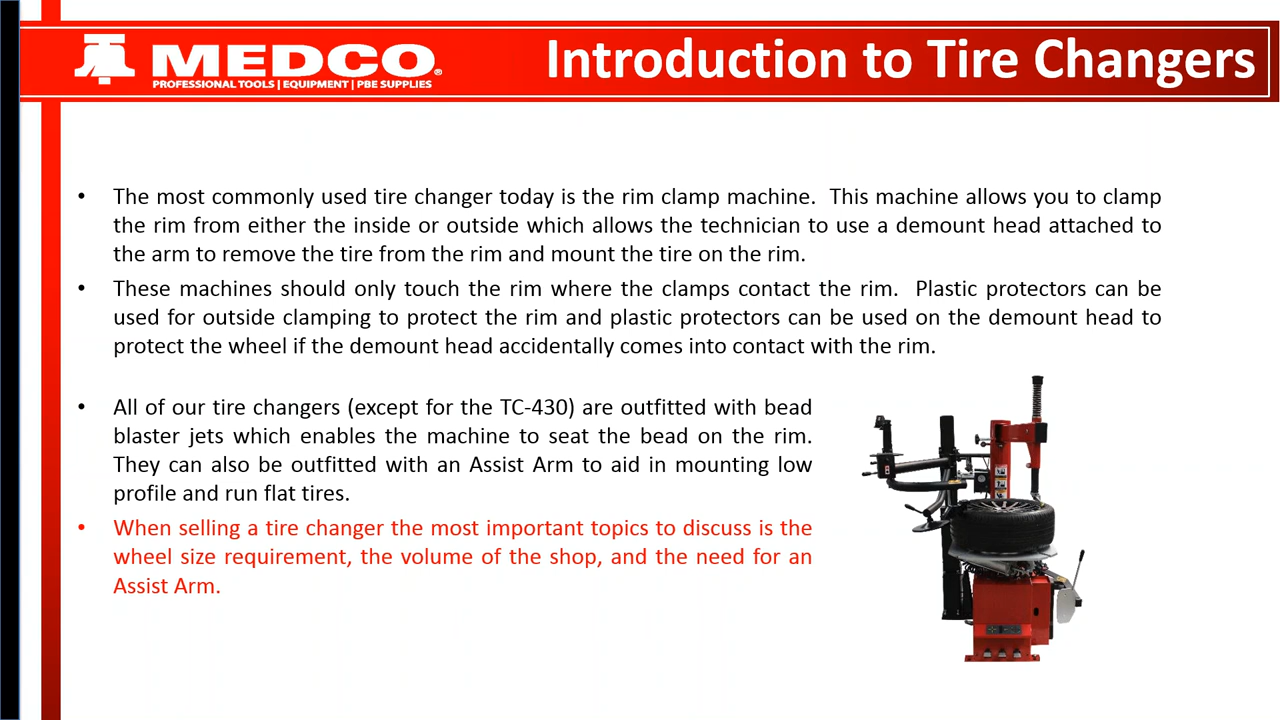 MEDCO®
PROFESSIONAL TOOLS | EQUIPMENT | PBE SUPPLIES
Introduction to Tire Changers
• The most commonly used tire changer today is the rim clamp machine.  This machine allows you to clamp
the rim from either the inside or outside which allows the technician to use a demount head attached to
the arm to remove the tire from the rim and mount the tire on the rim.
• These machines should only touch the rim where the clamps contact the rim.  Plastic protectors can be
used for outside clamping to protect the rim and plastic protectors can be used on the demount head to
protect the wheel if the demount head accidentally comes into contact with the rim.
• All of our tire changers (except for the TC-430) are outfitted with bead
blaster jets which enables the machine to seat the bead on the rim.
They can also be outfitted with an Assist Arm to aid in mounting low
profile and run flat tires.
• When selling a tire changer the most important topics to discuss is the
wheel size requirement, the volume of the shop, and the need for an
Assist Arm.